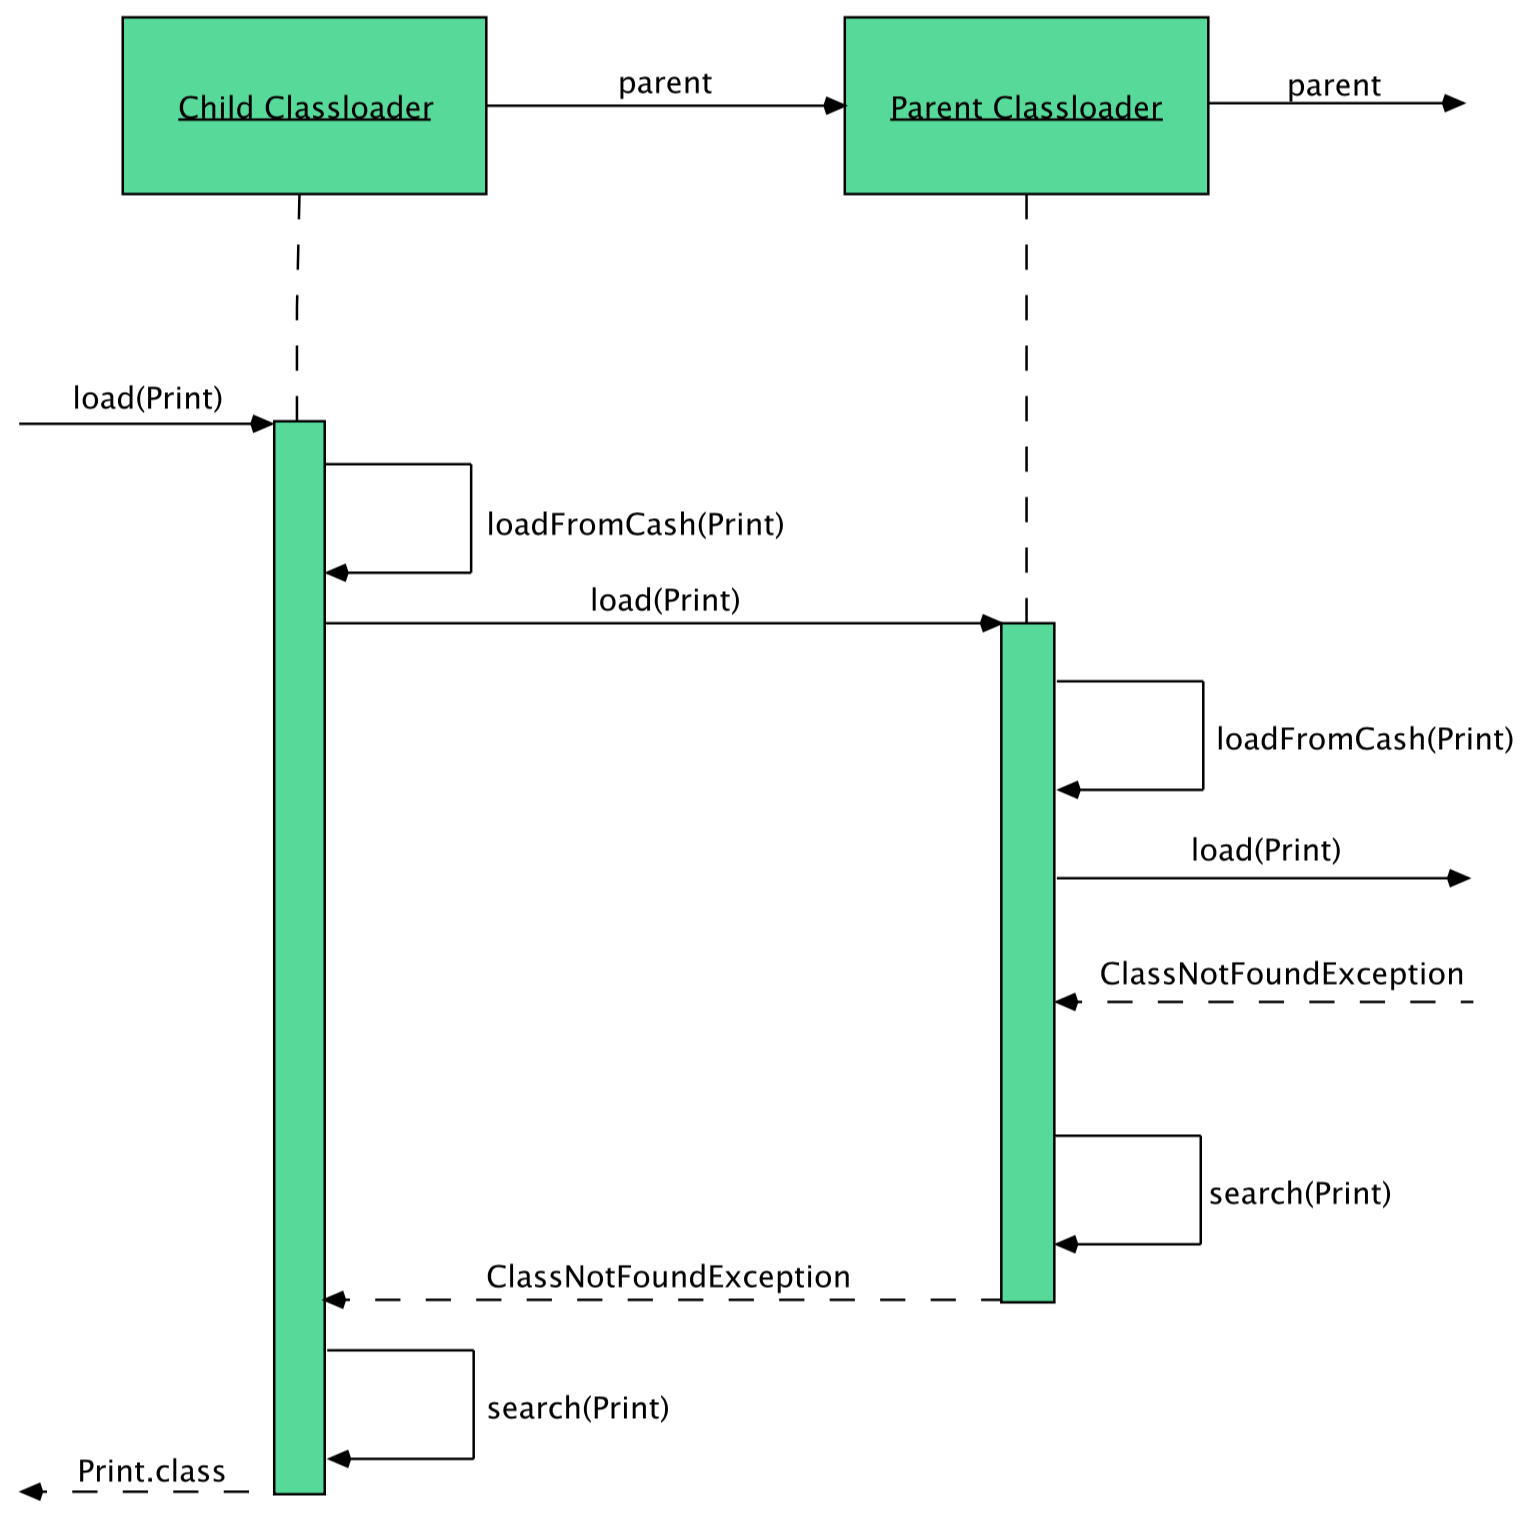 Child Classloader
parent
Parent Classloader
parent
load(Print)
loadFromCash(Print)
load(Print)
loadFromCash(Print)
load(Print)
ClassNotFoundException
search(Print)
ClassNotFoundException
search(Print)
Print.class